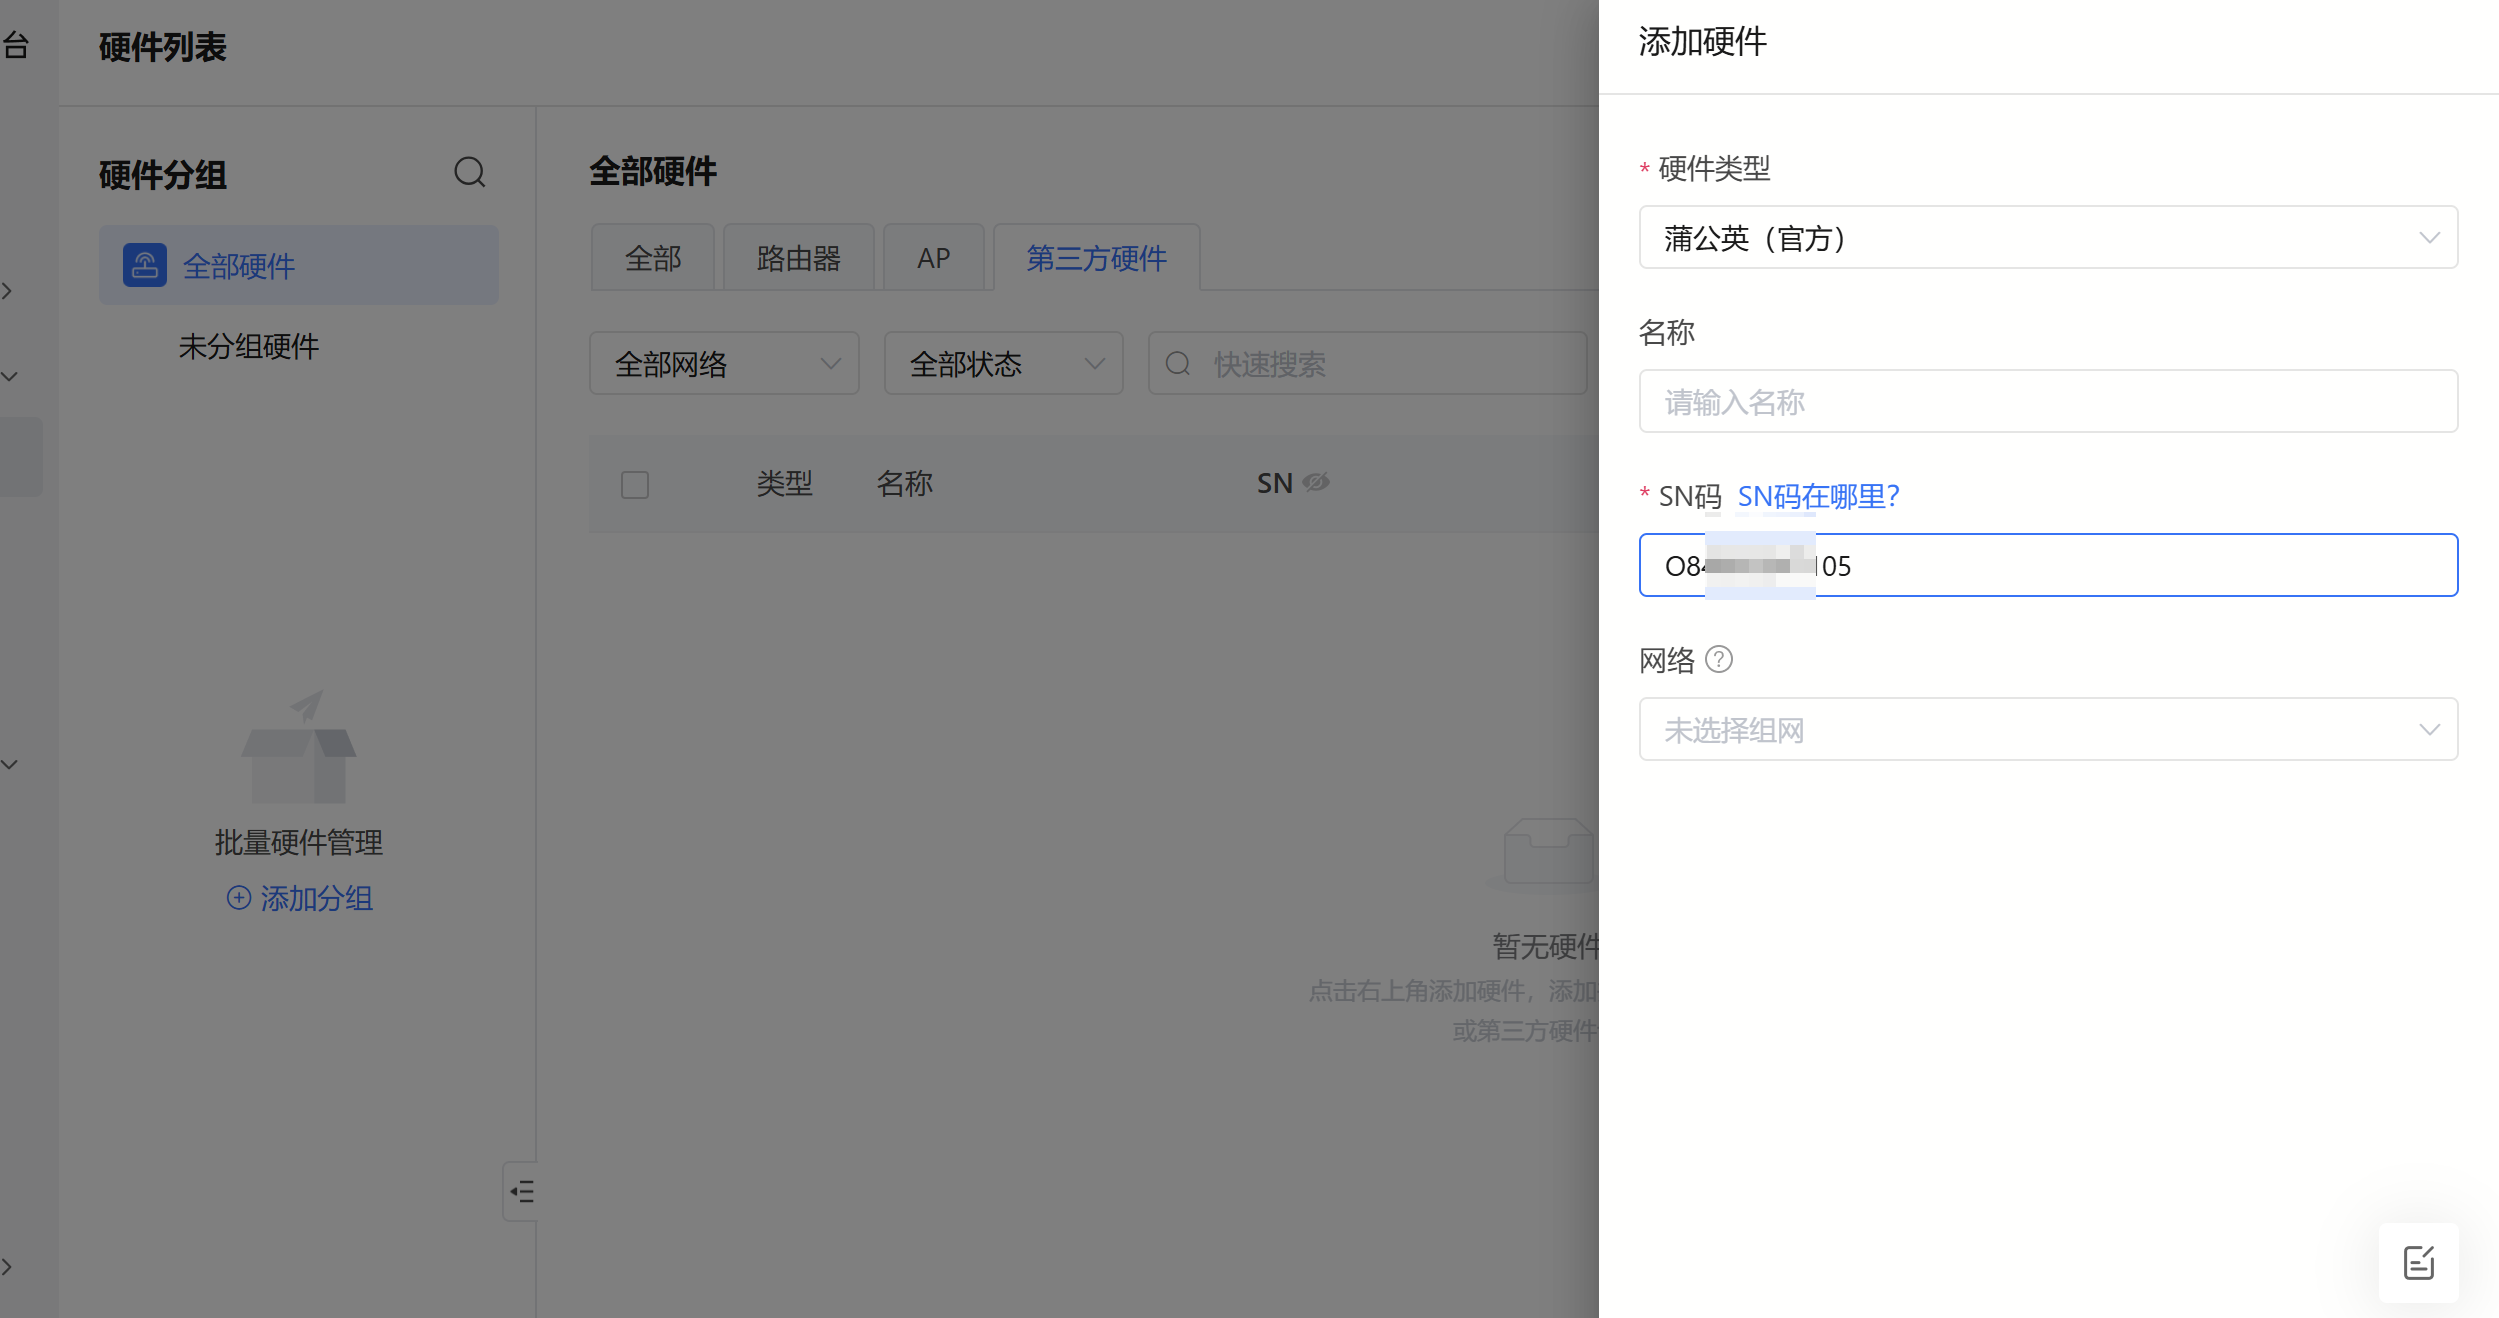 台
硬件列表
硬件分组
全部硬件
未分组硬件
批量硬件管理
添加分组
全部硬件
全部
路由器
AP
第三方硬件
全部网络
全部状态
快速搜索
类型
名称
SN
暂无硬件
点击右上角添加硬件，添加
或第三方硬件
添加硬件
* 硬件类型
蒲公英（官方）
名称
请输入名称
* SN码 SN码在哪里？
O84 105
网络
未选择组网